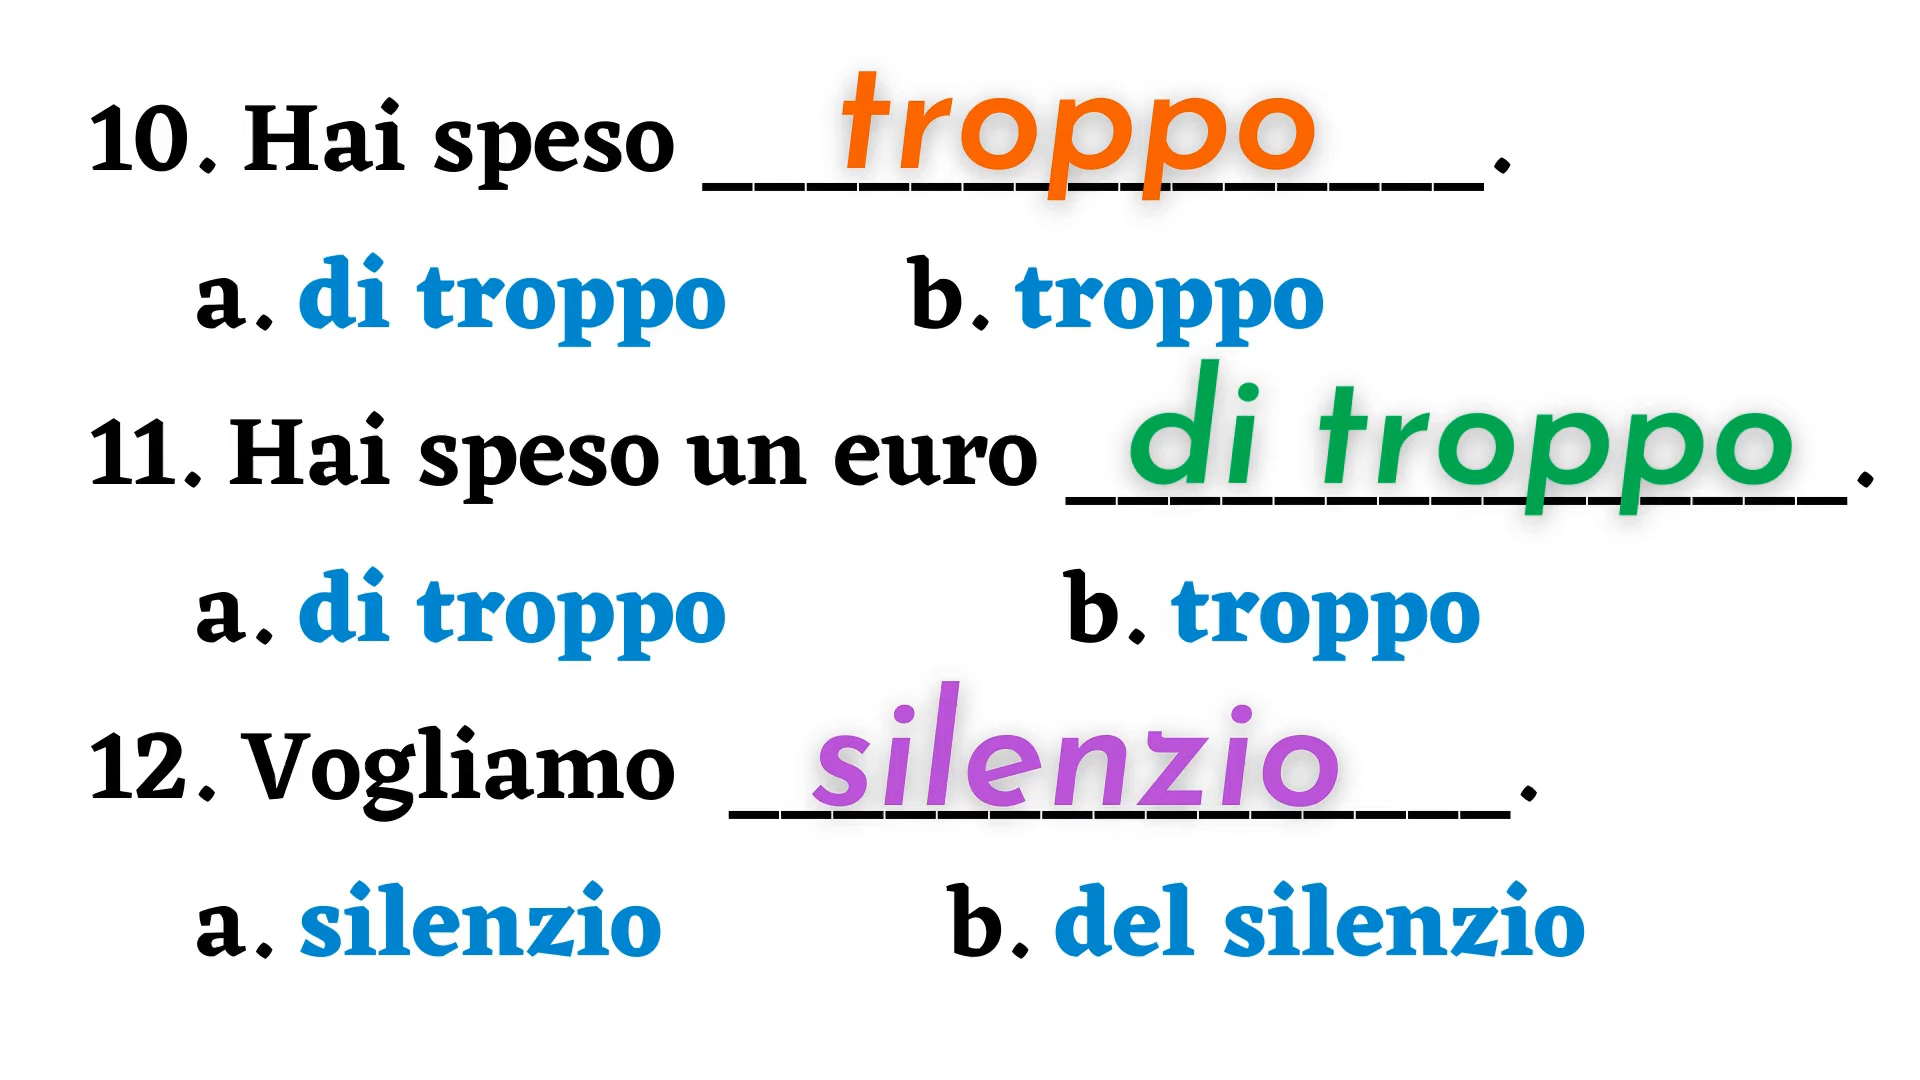 10. Hai speso troppo.
a. di troppo b. troppo
11. Hai speso un euro di troppo.
a. di troppo b. troppo
12. Vogliamo silenzio.
a. silenzio b. del silenzio